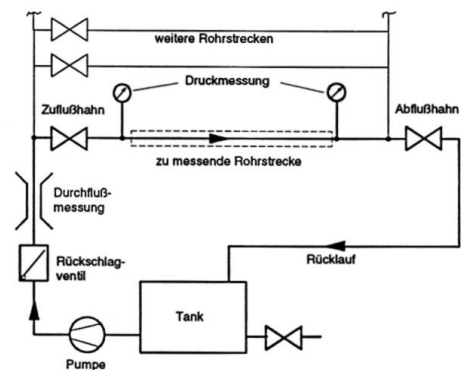 weitere Rohrstrecken
Druckmessung
Zuflußhahn
Abflußhahn
zu messende Rohrstrecke
Durchfluß-
messung
Rückschlag-
ventil
Rücklauf
Tank
Pumpe